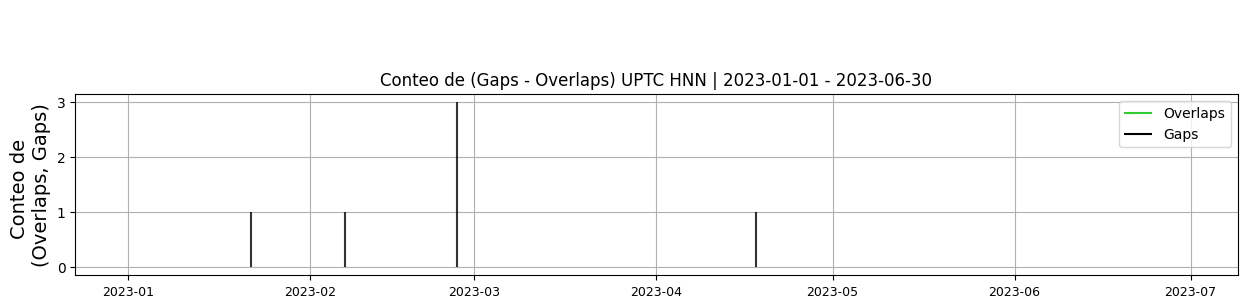 Conteo de (Gaps - Overlaps) UPTC HNN | 2023-01-01 - 2023-06-30
Conteo de
(Overlaps, Gaps)
3
2
1
0
Overlaps
Gaps
2023-01
2023-02
2023-03
2023-04
2023-05
2023-06
2023-07